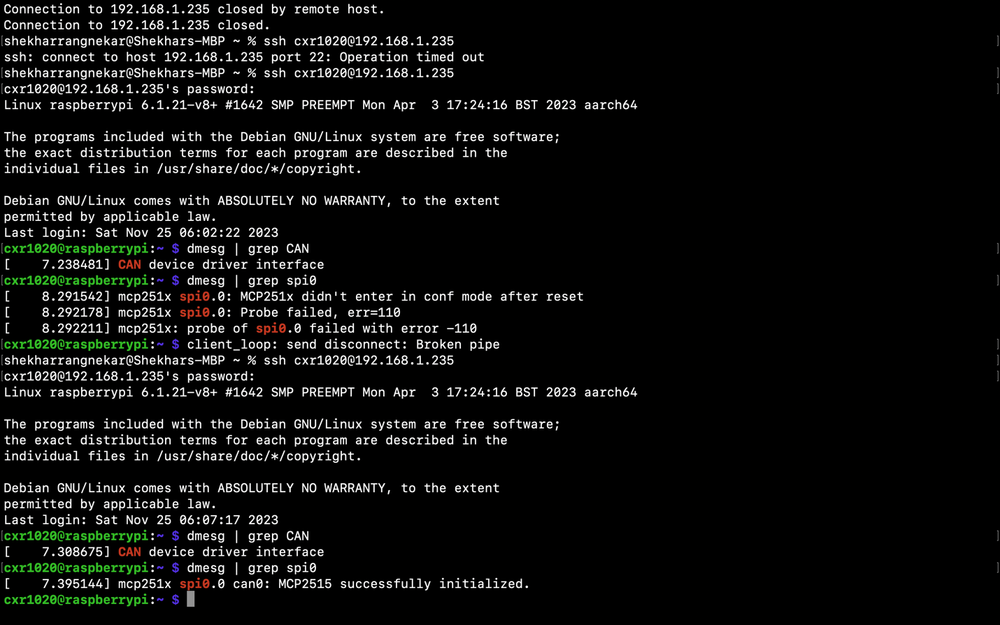 Connection to 192.168.1.235 closed by remote host.
Connection to 192.168.1.235 closed.
[shekharrangnekar@Shekhars-MBP ~ % ssh cxr1020@192.168.1.235 ]
ssh: connect to host 192.168.1.235 port 22: Operation timed out
[shekharrangnekar@Shekhars-MBP ~ % ssh cxr1020@192.168.1.235 ]
[cxr1020@192.168.1.235's password: ]
Linux raspberrypi 6.1.21-v8+ #1642 SMP PREEMPT Mon Apr  3 17:24:16 BST 2023 aarch64

The programs included with the Debian GNU/Linux system are free software;
the exact distribution terms for each program are described in the
individual files in /usr/share/doc/*/copyright.

Debian GNU/Linux comes with ABSOLUTELY NO WARRANTY, to the extent
permitted by applicable law.
Last login: Sat Nov 25 06:02:22 2023
[cxr1020@raspberrypi:~ $ dmesg | grep CAN ]
[    7.238481] CAN device driver interface
[cxr1020@raspberrypi:~ $ dmesg | grep spi0 ]
[    8.291542] mcp251x spi0.0: MCP251x didn't enter in conf mode after reset
[    8.292178] mcp251x spi0.0: Probe failed, err=110
[    8.292211] mcp251x: probe of spi0.0 failed with error -110
[cxr1020@raspberrypi:~ $ client_loop: send disconnect: Broken pipe ]
[shekharrangnekar@Shekhars-MBP ~ % ssh cxr1020@192.168.1.235 ]
[cxr1020@192.168.1.235's password: ]
Linux raspberrypi 6.1.21-v8+ #1642 SMP PREEMPT Mon Apr  3 17:24:16 BST 2023 aarch64

The programs included with the Debian GNU/Linux system are free software;
the exact distribution terms for each program are described in the
individual files in /usr/share/doc/*/copyright.

Debian GNU/Linux comes with ABSOLUTELY NO WARRANTY, to the extent
permitted by applicable law.
Last login: Sat Nov 25 06:07:17 2023
[cxr1020@raspberrypi:~ $ dmesg | grep CAN ]
[    7.308675] CAN device driver interface
[cxr1020@raspberrypi:~ $ dmesg | grep spi0 ]
[    7.395144] mcp251x spi0.0 can0: MCP2515 successfully initialized.
cxr1020@raspberrypi:~ $